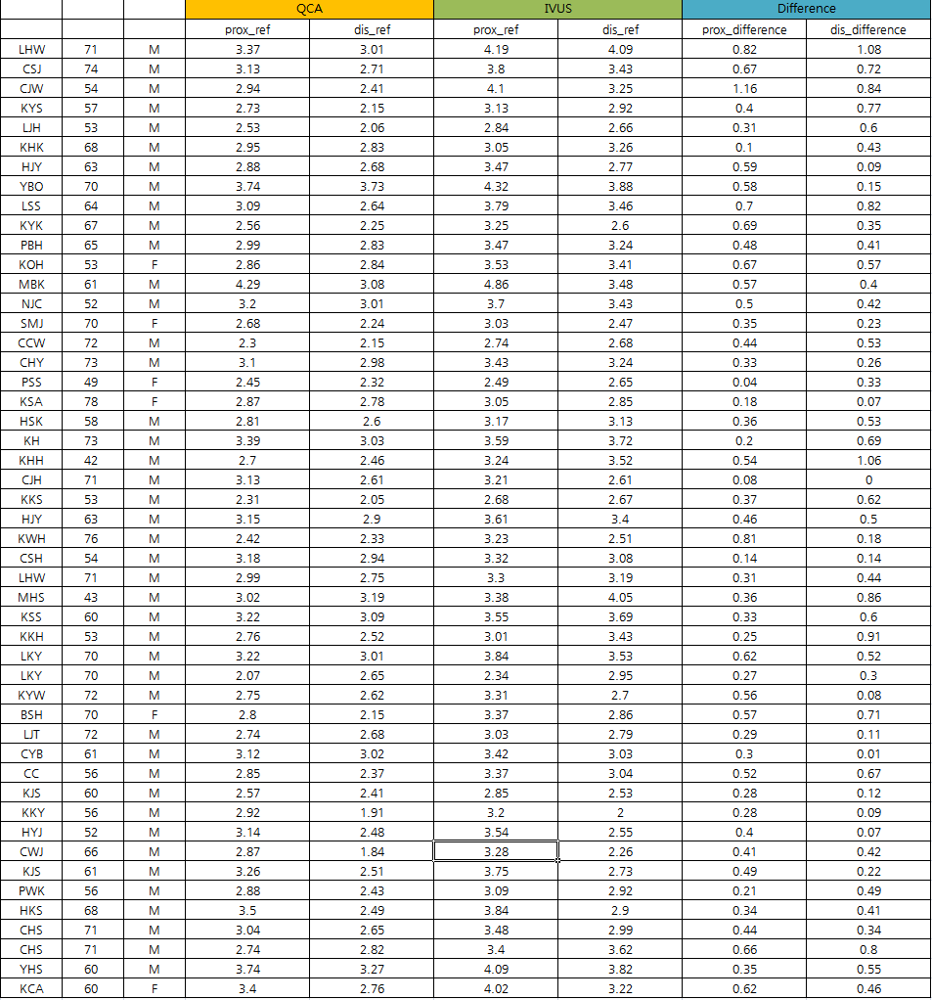 QCA IVUS Difference
prox_ref dis_ref prox_ref dis_ref prox_difference dis_difference
LHW 71 M 3.37 3.01 4.19 4.09 0.82 1.08
CSJ 74 M 3.13 2.71 3.8 3.43 0.67 0.72
CJW 54 M 2.94 2.41 4.1 3.25 1.16 0.84
KYS 57 M 2.73 2.15 3.13 2.92 0.4 0.77
LJH 53 M 2.53 2.06 2.84 2.66 0.31 0.6
KHK 68 M 2.95 2.83 3.05 3.26 0.1 0.43
HJY 63 M 2.88 2.68 3.47 2.77 0.59 0.09
YBO 70 M 3.74 3.73 4.32 3.88 0.58 0.15
LSS 64 M 3.09 2.64 3.79 3.46 0.7 0.82
KYK 67 M 2.56 2.25 3.25 2.6 0.69 0.35
PBH 65 M 2.99 2.83 3.47 3.24 0.48 0.41
KOH 53 F 2.86 2.84 3.53 3.41 0.67 0.57
MBK 61 M 4.29 3.08 4.86 3.48 0.57 0.4
NJC 52 M 3.2 3.01 3.7 3.43 0.5 0.42
SMJ 70 F 2.68 2.24 3.03 2.47 0.35 0.23
CCW 72 M 2.3 2.15 2.74 2.68 0.44 0.53
CHY 73 M 3.1 2.98 3.43 3.24 0.33 0.26
PSS 49 F 2.45 2.32 2.49 2.65 0.04 0.33
KSA 78 F 2.87 2.78 3.05 2.85 0.18 0.07
HSK 58 M 2.81 2.6 3.17 3.13 0.36 0.53
KH 73 M 3.39 3.03 3.59 3.72 0.2 0.69
KHH 42 M 2.7 2.46 3.24 3.52 0.54 1.06
CJH 71 M 3.13 2.61 3.21 2.61 0.08 0
KKS 53 M 2.31 2.05 2.68 2.67 0.37 0.62
HJY 63 M 3.15 2.9 3.61 3.4 0.46 0.5
KWH 76 M 2.42 2.33 3.23 2.51 0.81 0.18
CSH 54 M 3.18 2.94 3.32 3.08 0.14 0.14
LHW 71 M 2.99 2.75 3.3 3.19 0.31 0.44
MHS 43 M 3.02 3.19 3.38 4.05 0.36 0.86
KSS 60 M 3.22 3.09 3.55 3.69 0.33 0.6
KKH 53 M 2.76 2.52 3.01 3.43 0.25 0.91
LKY 70 M 3.22 3.01 3.84 3.53 0.62 0.52
LKY 70 M 2.07 2.65 2.34 2.95 0.27 0.3
KYW 72 M 2.75 2.62 3.31 2.7 0.56 0.08
BSH 70 F 2.8 2.15 3.37 2.86 0.57 0.71
LJT 72 M 2.74 2.68 3.03 2.79 0.29 0.11
CYB 61 M 3.12 3.02 3.42 3.03 0.3 0.01
CC 56 M 2.85 2.37 3.37 3.04 0.52 0.67
KJS 60 M 2.57 2.41 2.85 2.53 0.28 0.12
KKY 56 M 2.92 1.91 3.2 2 0.28 0.09
HYJ 52 M 3.14 2.48 3.54 2.55 0.4 0.07
CWJ 66 M 2.87 1.84 3.28 2.26 0.41 0.42
KJS 61 M 3.26 2.51 3.75 2.73 0.49 0.22
PWK 56 M 2.88 2.43 3.09 2.92 0.21 0.49
HKS 68 M 3.5 2.49 3.84 2.9 0.34 0.41
CHS 71 M 3.04 2.65 3.48 2.99 0.44 0.34
CHS 71 M 2.74 2.82 3.4 3.62 0.66 0.8
YHS 60 M 3.74 3.27 4.09 3.82 0.35 0.55
KCA 60 F 3.4 2.76 4.02 3.22 0.62 0.46